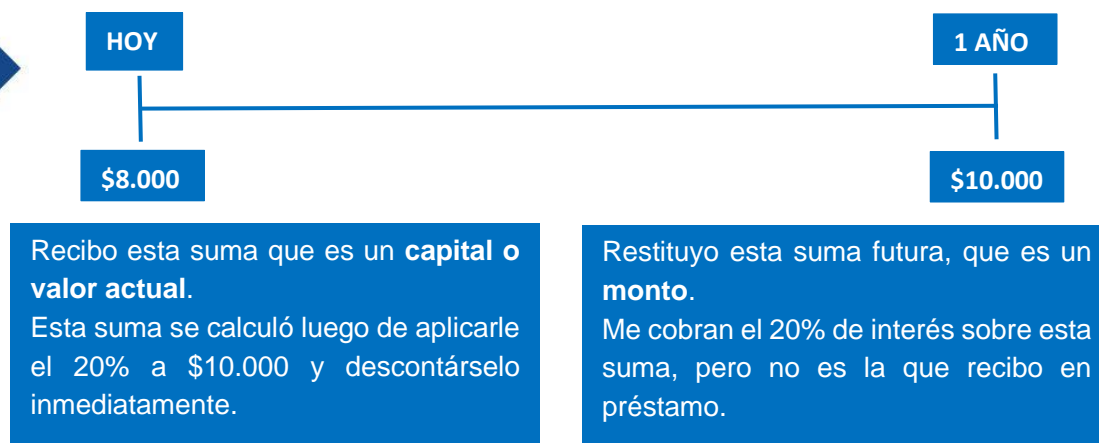 HOY
1 AÑO
$8.000
$10.000
Recibo esta suma que es un capital o
valor actual.
Esta suma se calculó luego de aplicarle
el 20% a $10.000 y descontárselo
inmediatamente.
Restituyo esta suma futura, que es un
monto.
Me cobran el 20% de interés sobre esta
suma, pero no es la que recibo en
préstamo.